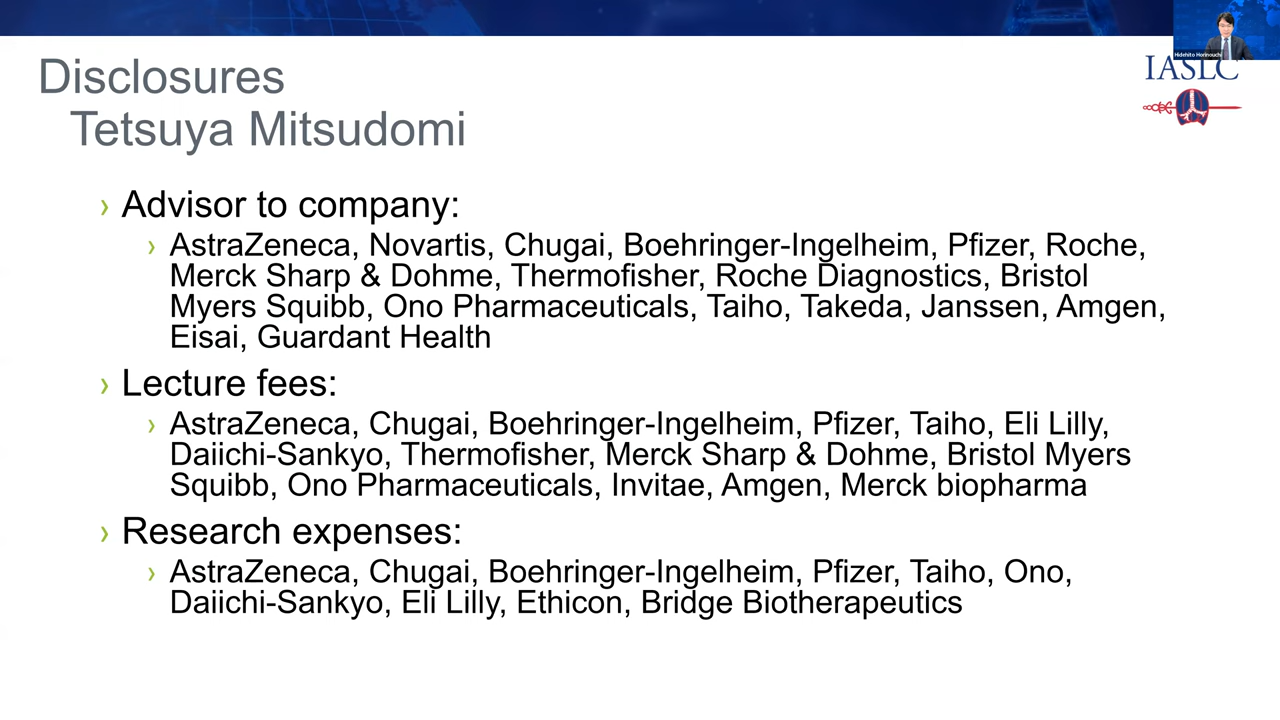 Hidehito Horinouchi
IASLC
Disclosures
Tetsuya Mitsudomi
› Advisor to company:
› AstraZeneca, Novartis, Chugai, Boehringer-Ingelheim, Pfizer, Roche,
Merck Sharp & Dohme, Thermofisher, Roche Diagnostics, Bristol
Myers Squibb, Ono Pharmaceuticals, Taiho, Takeda, Janssen, Amgen,
Eisai, Guardant Health
› Lecture fees:
› AstraZeneca, Chugai, Boehringer-Ingelheim, Pfizer, Taiho, Eli Lilly,
Daiichi-Sankyo, Thermofisher, Merck Sharp & Dohme, Bristol Myers
Squibb, Ono Pharmaceuticals, Invitae, Amgen, Merck biopharma
› Research expenses:
› AstraZeneca, Chugai, Boehringer-Ingelheim, Pfizer, Taiho, Ono,
Daiichi-Sankyo, Eli Lilly, Ethicon, Bridge Biotherapeutics